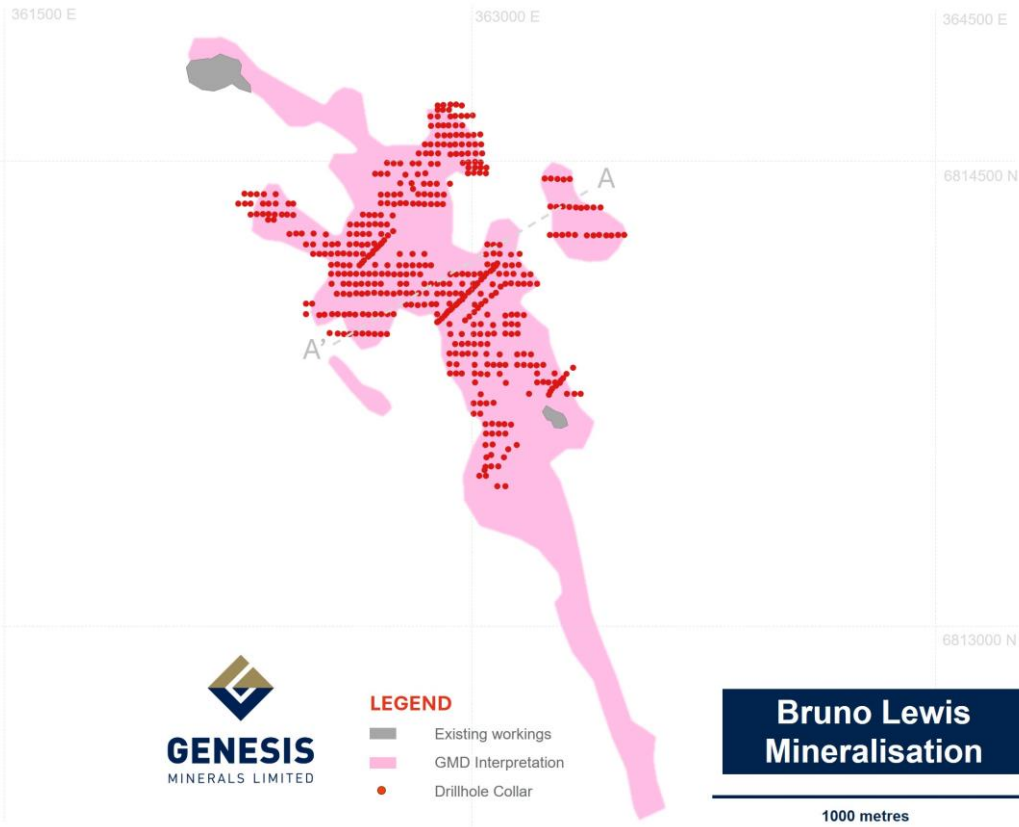 361500 E
363000 E
364500 E
A
6814500 N
A'
6813000 N
GENESIS
MINERALS LIMITED
LEGEND
Existing workings
GMD Interpretation
Drillhole Collar
Bruno Lewis
Mineralisation
1000 metres